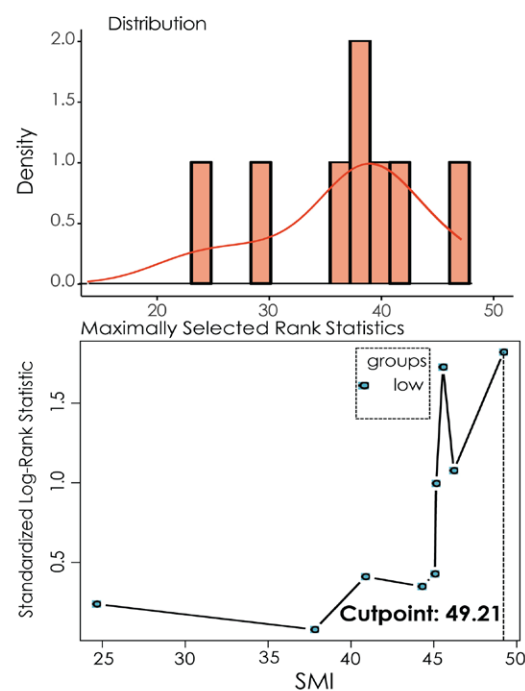 Distribution
Density
2.0
1.5
1.0
0.5
0.0
20 30 40 50
Maximally Selected Rank Statistics
Standardized Log-Rank Statistic
1.5
1.0
0.5
groups
low
Cutpoint: 49.21
25 30 35 40 45 50
SMI